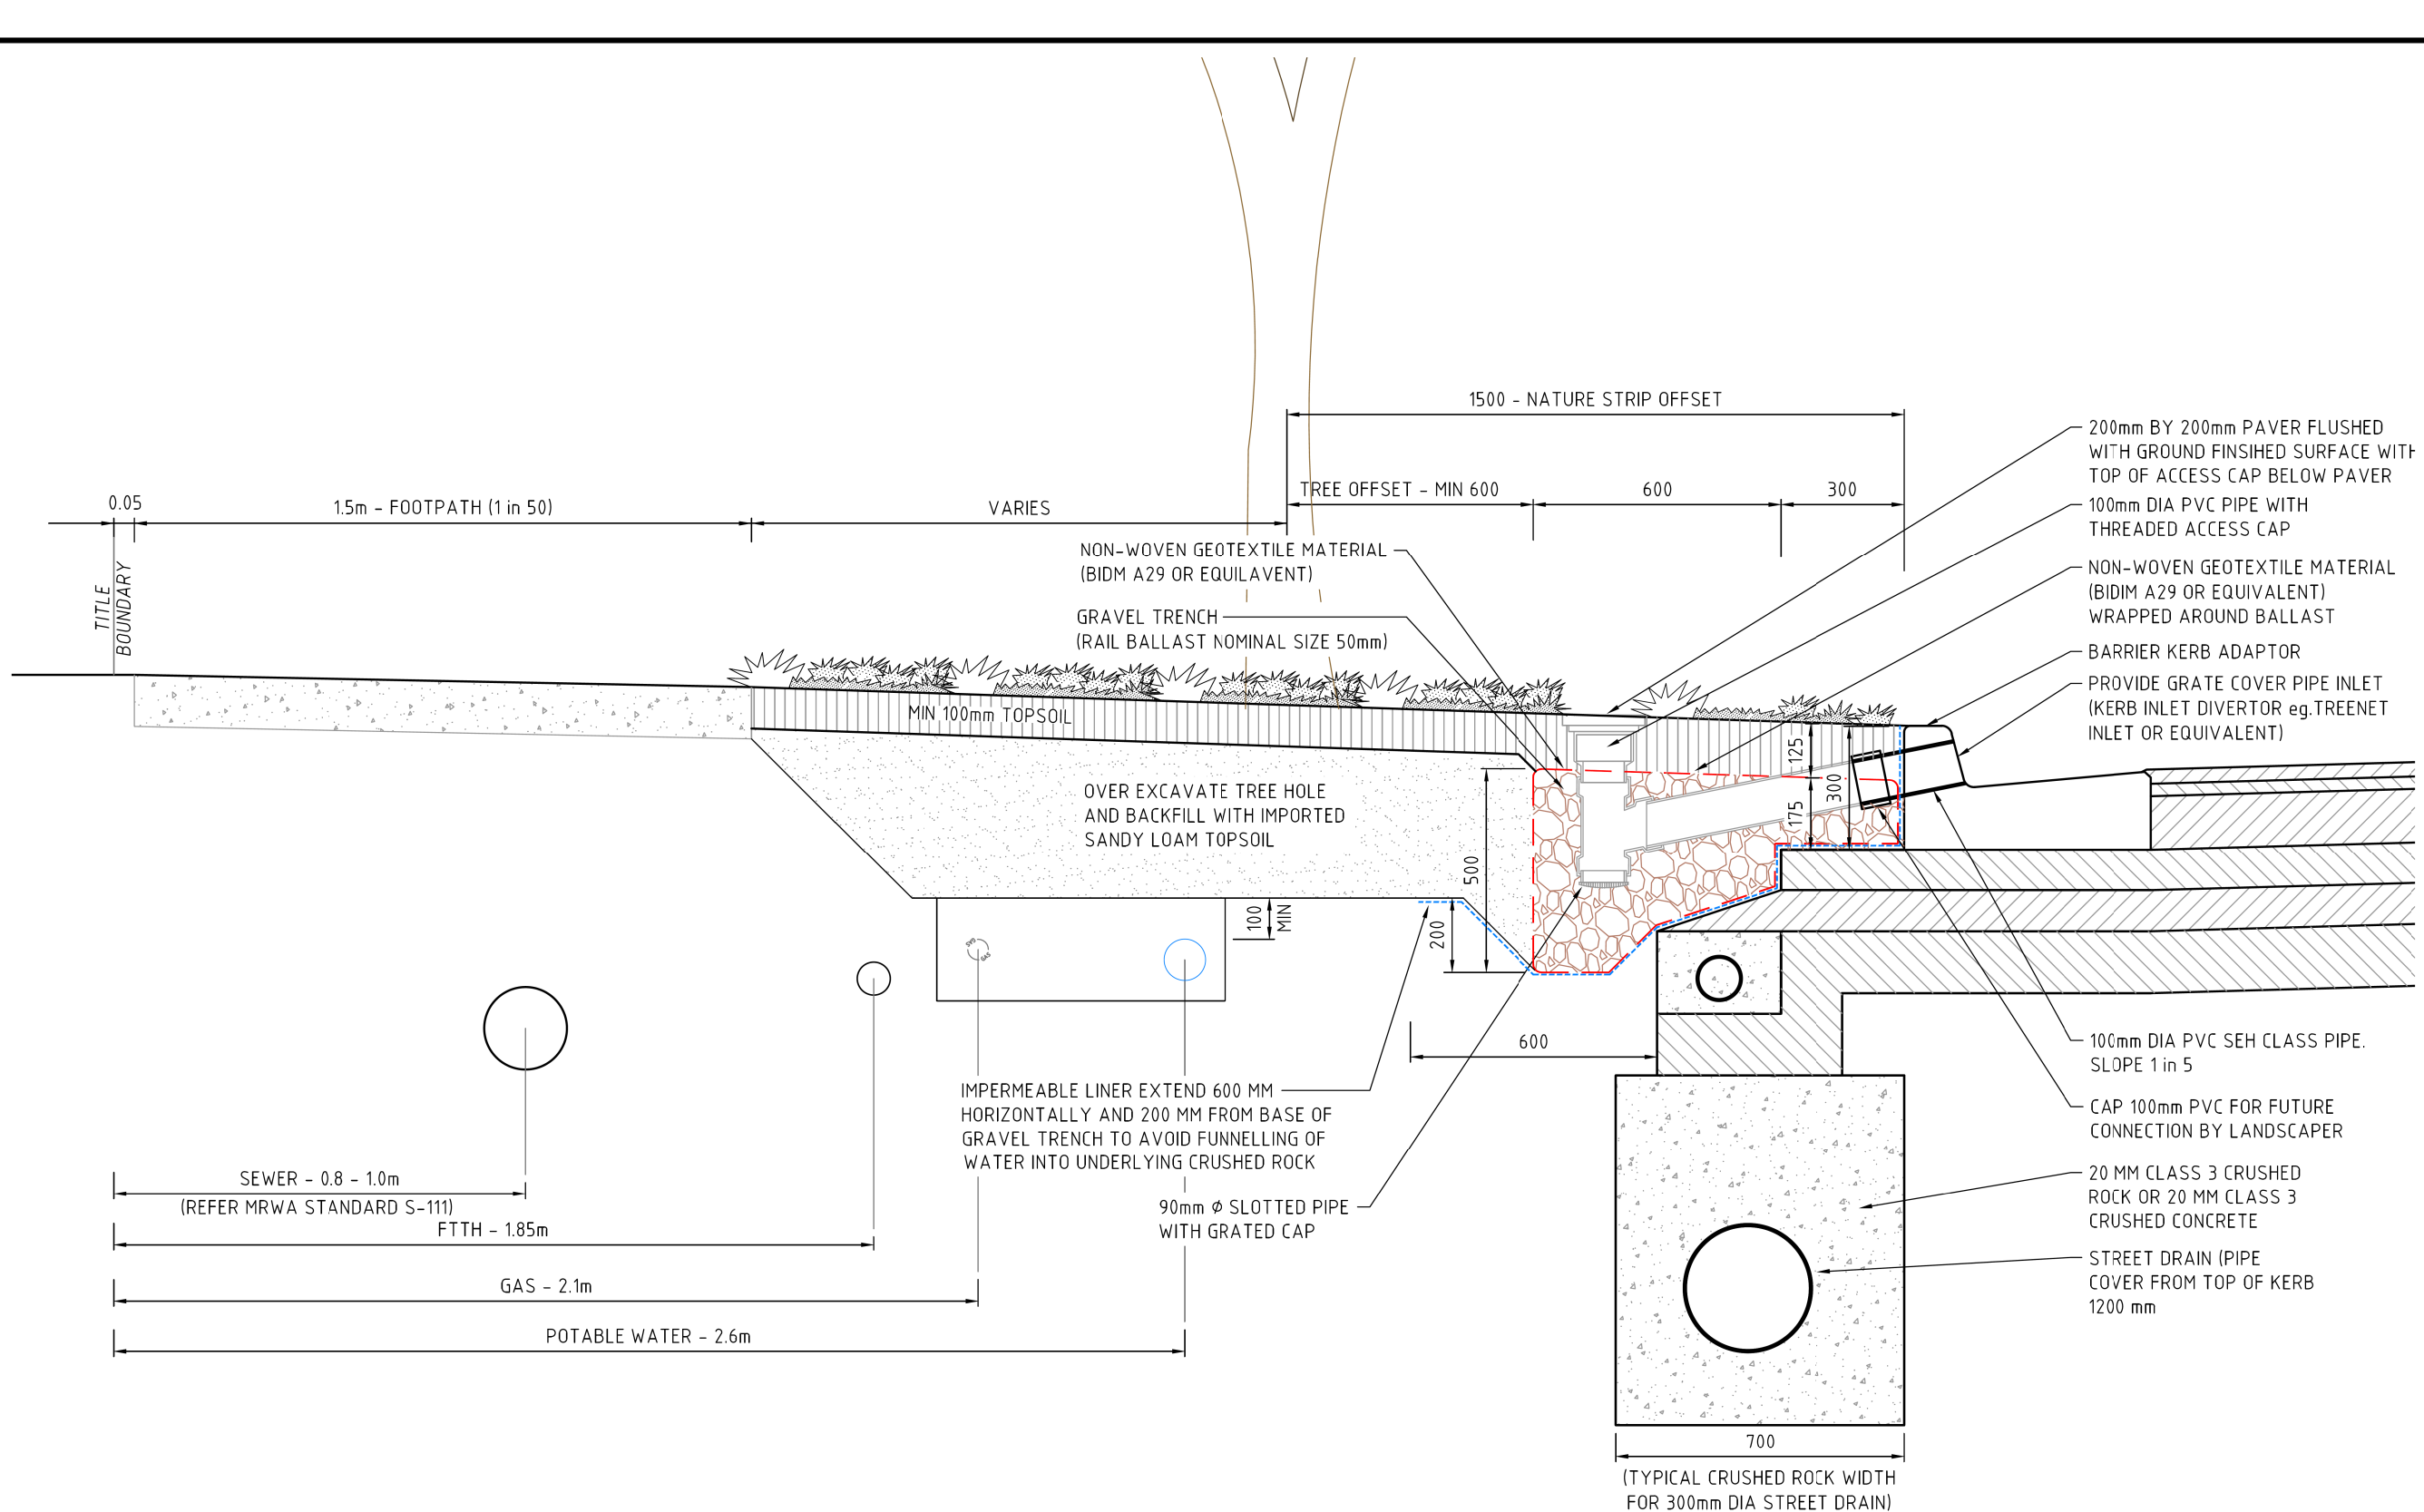 1500 - NATURE STRIP OFFSET
TREE OFFSET - MIN 600
600
300
0.05
1.5m - FOOTPATH (1 in 50)
VARIES
TITLE
BOUNDARY
NON-WOVEN GEOTEXTILE MATERIAL
(BIDM A29 OR EQUILAVENT)
GRAVEL TRENCH
(RAIL BALLAST NOMINAL SIZE 50mm)
200mm BY 200mm PAVER FLUSHED
WITH GROUND FINSIHED SURFACE WITH
TOP OF ACCESS CAP BELOW PAVER
100mm DIA PVC PIPE WITH
THREADED ACCESS CAP
NON-WOVEN GEOTEXTILE MATERIAL
(BIDIM A29 OR EQUIVALENT)
WRAPPED AROUND BALLAST
BARRIER KERB ADAPTOR
PROVIDE GRATE COVER PIPE INLET
(KERB INLET DIVERTOR eg.TREENET
INLET OR EQUIVALENT)
MIN 100mm TOPSOIL
OVER EXCAVATE TREE HOLE
AND BACKFILL WITH IMPORTED
SANDY LOAM TOPSOIL
125
300
175
500
200
100
MIN
GAS
600
IMPERMEABLE LINER EXTEND 600 MM
HORIZONTALLY AND 200 MM FROM BASE OF
GRAVEL TRENCH TO AVOID FUNNELLING OF
WATER INTO UNDERLYING CRUSHED ROCK
90mm Ø SLOTTED PIPE
WITH GRATED CAP
100mm DIA PVC SEH CLASS PIPE.
SLOPE 1 in 5
CAP 100mm PVC FOR FUTURE
CONNECTION BY LANDSCAPER
20 MM CLASS 3 CRUSHED
ROCK OR 20 MM CLASS 3
CRUSHED CONCRETE
STREET DRAIN (PIPE
COVER FROM TOP OF KERB
1200 mm
SEWER - 0.8 - 1.0m
(REFER MRWA STANDARD S-111)
FTTH - 1.85m
GAS - 2.1m
POTABLE WATER - 2.6m
700
(TYPICAL CRUSHED ROCK WIDTH
FOR 300mm DIA STREET DRAIN)